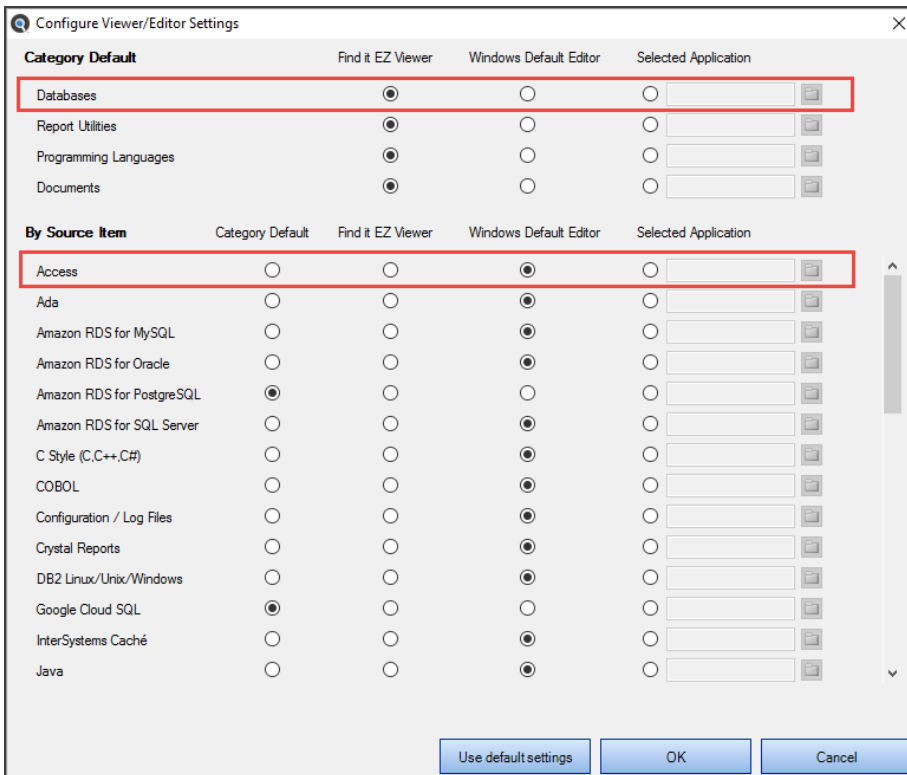 Configure Viewer/Editor Settings
Category Default Find it EZ Viewer Windows Default Editor Selected Application
Databases
Report Utilities
Programming Languages
Documents
By Source Item Category Default Find it EZ Viewer Windows Default Editor Selected Application
Access
Ada
Amazon RDS for MySQL
Amazon RDS for Oracle
Amazon RDS for PostgreSQL
Amazon RDS for SQL Server
C Style (C,C++,C#)
COBOL
Configuration / Log Files
Crystal Reports
DB2 Linux/Unix/Windows
Google Cloud SQL
InterSystems Caché
Java
Use default settings OK Cancel